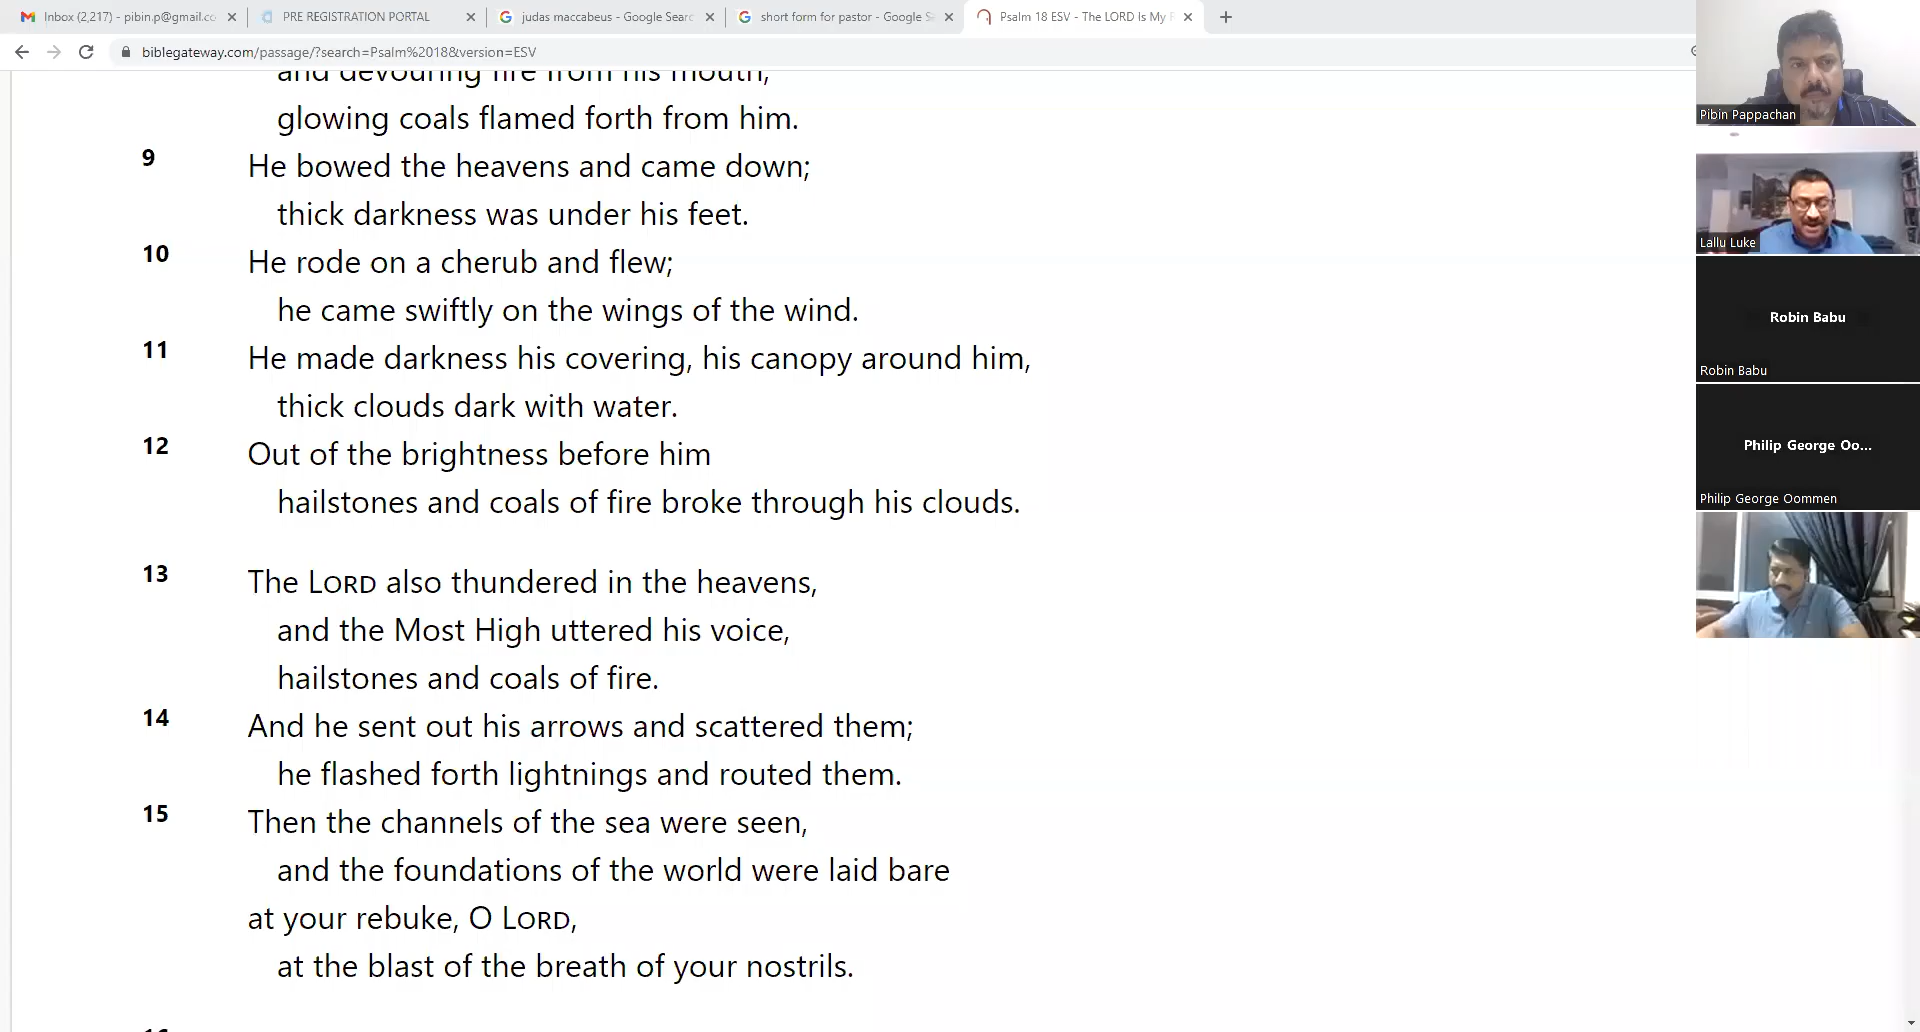 Inbox (2,217) - pibin.p@gmail.co
PRE REGISTRATION PORTAL
judas maccabeus - Google Sear
short form for pastor - Google S
Psalm 18 ESV - The LORD Is My
biblegateway.com/passage/?search=Psalm%2018&version=ESV
and devouring fire from his mouth,
glowing coals flamed forth from him.
9 He bowed the heavens and came down;
thick darkness was under his feet.
10 He rode on a cherub and flew;
he came swiftly on the wings of the wind.
11 He made darkness his covering, his canopy around him,
thick clouds dark with water.
12 Out of the brightness before him
hailstones and coals of fire broke through his clouds.
13 The LORD also thundered in the heavens,
and the Most High uttered his voice,
hailstones and coals of fire.
14 And he sent out his arrows and scattered them;
he flashed forth lightnings and routed them.
15 Then the channels of the sea were seen,
and the foundations of the world were laid bare
at your rebuke, O LORD,
at the blast of the breath of your nostrils.
Pibin Pappachan
Lallu Luke
Robin Babu
Robin Babu
Philip George Oo...
Philip George Oommen